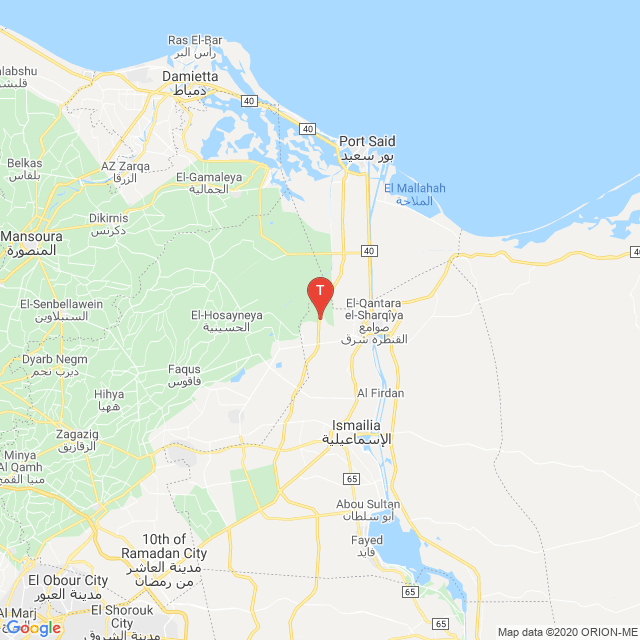 Ras El-Bar
رأس البر
Damietta
دمياط
40
40
Port Said
بور سعيد
alabshu
قلبشو
Belkas
بلقاس
AZ Zarqa
الزرقا
El-Gamaleya
الجمالية
El Mallahah
الملاحة
Dikirnis
دكرنس
Mansoura
المنصورة
40
40
T
El-Senbellawein
السنبلاوين
El-Hosayneya
الحسينية
El-Qantara
el-Sharqîya
صوامع
القنطرة شرق
Dyarb Negm
ديرب نجم
Faqus
فاقوس
Hihya
ههيا
Al Firdan
Zagazig
الزقازيق
Ismailia
الإسماعيلية
Minya
Al Qamh
منيا القمح
65
Abou Sultan
أبو سلطان
10th of
Ramadan City
مدينة العاشر
من رمضان
Fayed
فايد
El Obour City
مدينة العبور
65
65
Al Marj
El Shorouk
City
مدينة الشروق
Google
Map data ©2020 ORION-ME